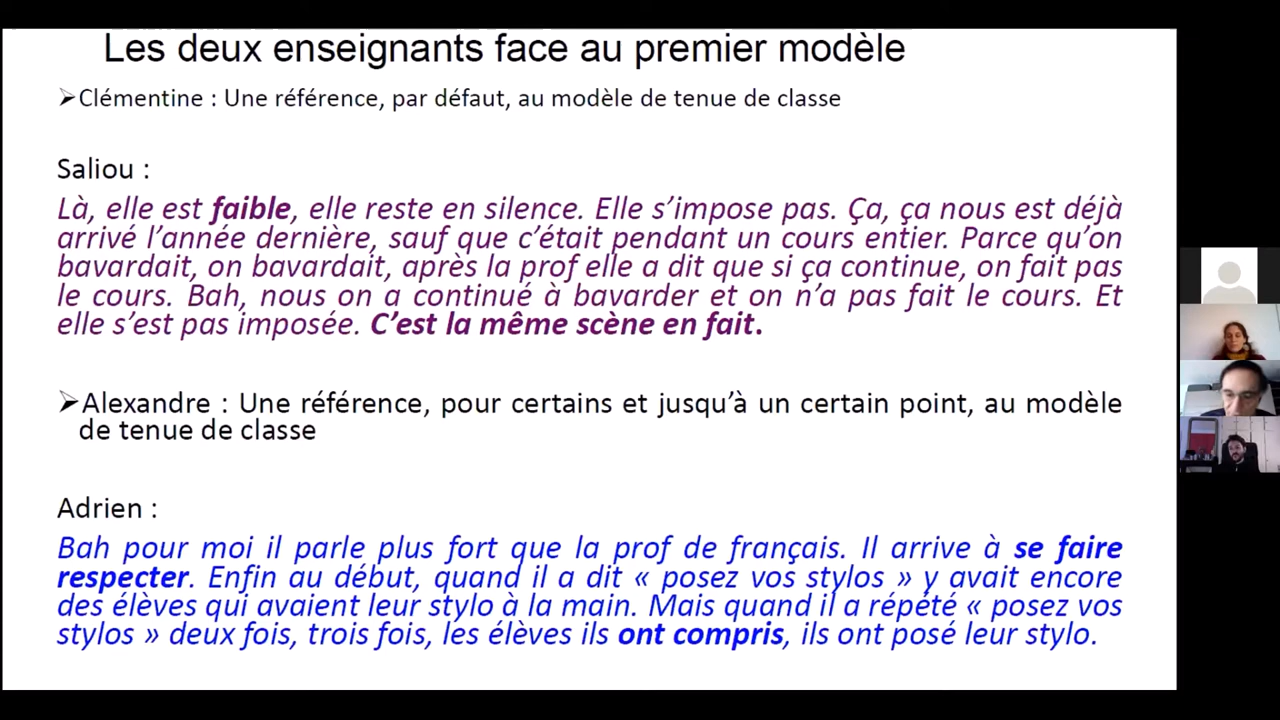 Les deux enseignants face au premier modèle
➢Clémentine : Une référence, par défaut, au modèle de tenue de classe
Saliou :
Là, elle est faible, elle reste en silence. Elle s’impose pas. Ça, ça nous est déjà
arrivé l’année dernière, sauf que c’était pendant un cours entier. Parce qu’on
bavardait, on bavardait, après la prof elle a dit que si ça continue, on fait pas
le cours. Bah, nous on a continué à bavarder et on n’a pas fait le cours. Et
elle s’est pas imposée. C’est la même scène en fait.
➢Alexandre : Une référence, pour certains et jusqu’à un certain point, au modèle
de tenue de classe
Adrien :
Bah pour moi il parle plus fort que la prof de français. Il arrive à se faire
respecter. Enfin au début, quand il a dit « posez vos stylos » y avait encore
des élèves qui avaient leur stylo à la main. Mais quand il a répété « posez vos
stylos » deux fois, trois fois, les élèves ils ont compris, ils ont posé leur stylo.